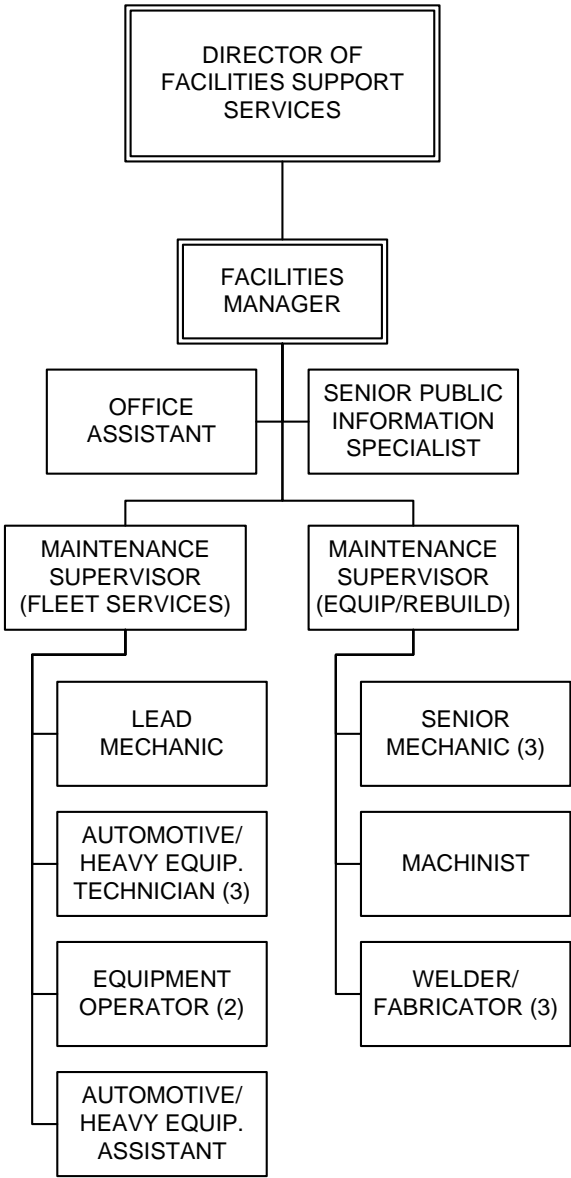 DIRECTOR OF
FACILITIES SUPPORT
SERVICES
FACILITIES
MANAGER
OFFICE
ASSISTANT
SENIOR PUBLIC
INFORMATION
SPECIALIST
MAINTENANCE
SUPERVISOR
(FLEET SERVICES)
MAINTENANCE
SUPERVISOR
(EQUIP/REBUILD)
LEAD
MECHANIC
AUTOMOTIVE/
HEAVY EQUIP.
TECHNICIAN (3)
EQUIPMENT
OPERATOR (2)
AUTOMOTIVE/
HEAVY EQUIP.
ASSISTANT
SENIOR
MECHANIC (3)
MACHINIST
WELDER/
FABRICATOR (3)